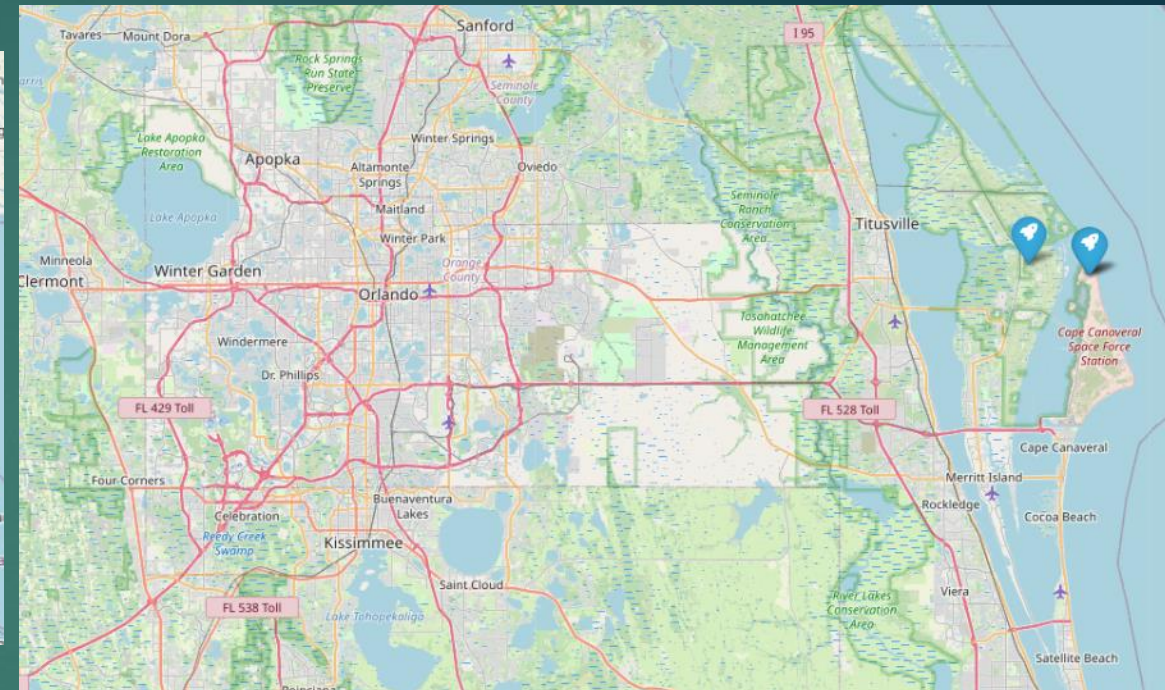 Sanford
Tavares
Mount Dora
I 95
Rock Springs
Run State
Preserve
Seminole
County
Lake Apopka
Restoration
Area
Winter Springs
Apopka
Altamonte
Springs
Oviedo
Maitland
Seminole
Ranch
Conservation
Area
Titusville
Lake Apopka
Winter Park
Minneola
Winter Garden
Orange
County
Clermont
Orlando
Tosohatchee
Wildlife
Management
Area
Cape Canaveral
Space Force
Station
Windermere
Dr. Phillips
FL 429 Toll
FL 528 Toll
Cape Canaveral
Four Corners
Merritt Island
Buenaventura
Lakes
Rockledge
Celebration
Cocoa Beach
Reedy Creek
Swamp
Kissimmee
Saint Cloud
Viera
River Lakes
Conservation
Area
FL 538 Toll
Lake Tohopekaliga
Satellite Beach
Poinciana